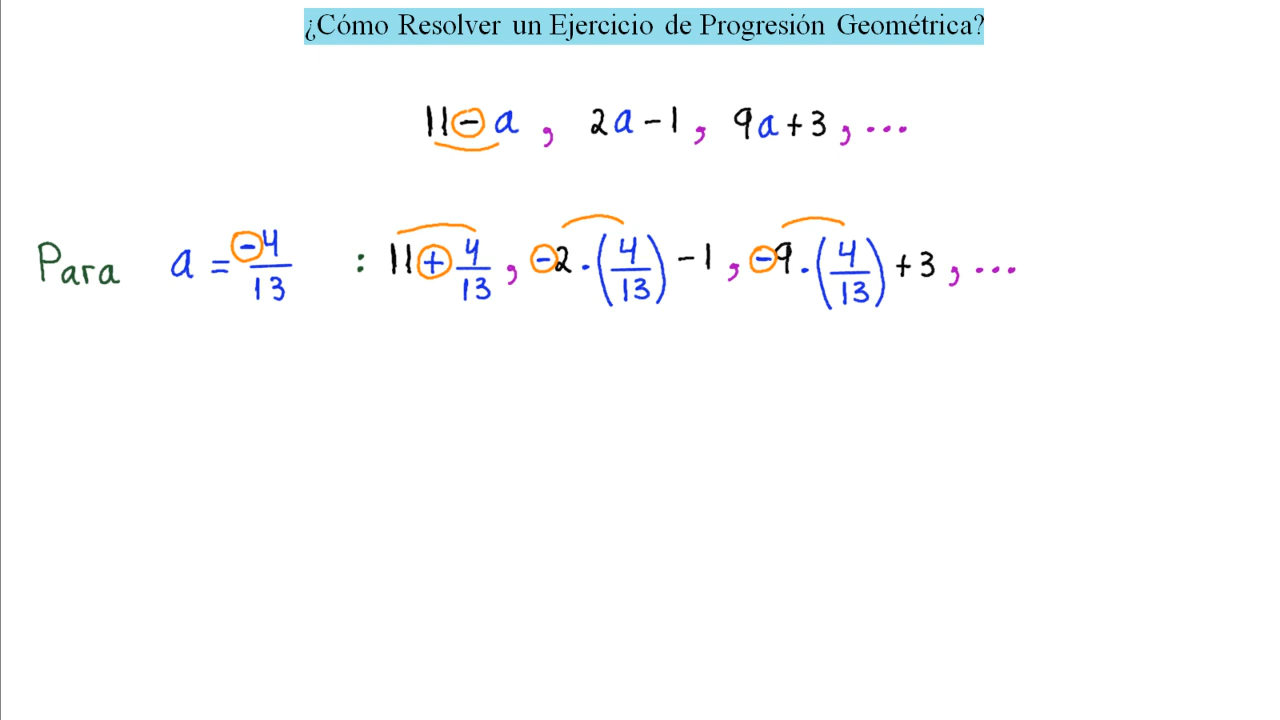 ¿Cómo Resolver un Ejercicio de Progresión Geométrica?
11 - a , 2a - 1 , 9a + 3 , ...
Para a = -4/13 : 11 + 4/13 , -2 · (4/13) - 1 , -9 · (4/13) + 3 , ...